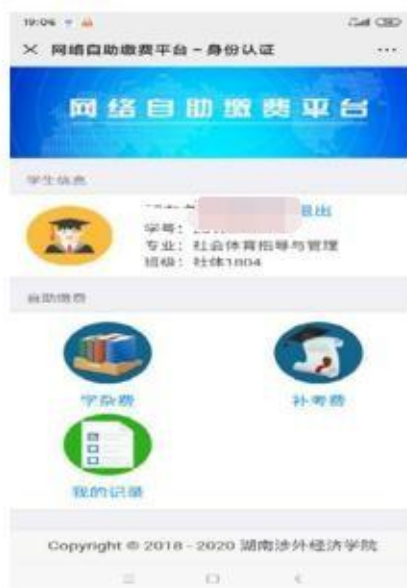 19:06
网络自助缴费平台-身份认证
网络自助缴费平台
学生信息
退出
学号:
专业: 社会体育指导与管理
班级: 社体1804
自助缴费
学杂费
补考费
我的记录
Copyright © 2018 - 2020 湖南涉外经济学院